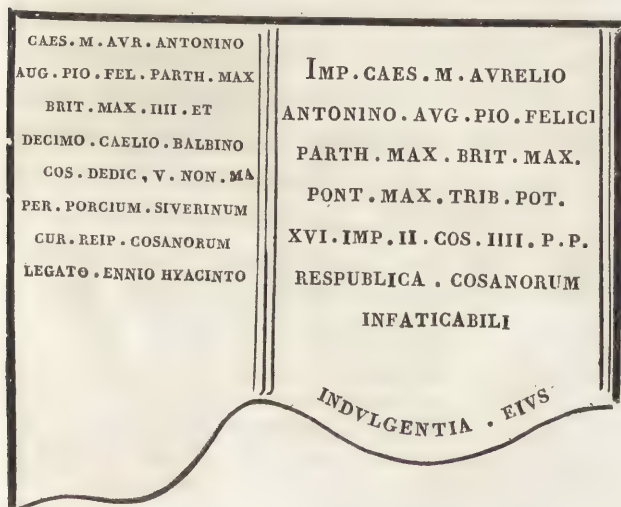 CAES. M. AVR. ANTONINO
AUG. PIO. FEL. PARTH. MAX
BRIT. MAX. IIII. ET
DECIMO. CAELIO. BALBINO
COS. DEDIC, V. NON. MA
PER. PORCIUM. SIVERINUM
CUR. REIP. COSANORUM
LEGATO. ENNIO HYACINTO
IMP. CAES. M. AVRELIO
ANTONINO. AVG. PIO. FELICI
PARTH. MAX. BRIT. MAX.
PONT. MAX. TRIB. POT.
XVI. IMP. II. COS. IIII. P. P.
RESPUBLICA. COSANORUM
INFATICABILI
INDVLGENTIA. EIVS